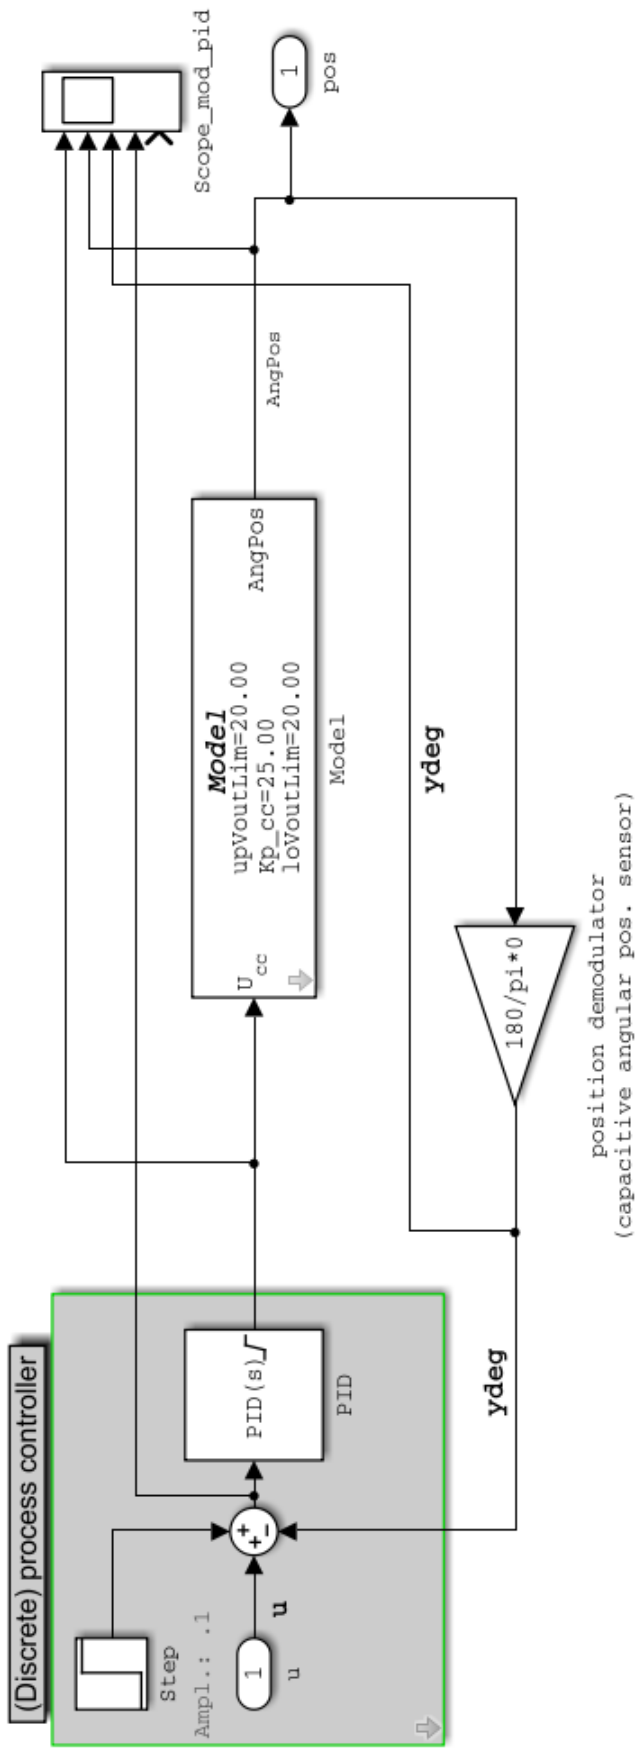 (Discrete) process controller
Step
Ampl.: .1
1
u
u
+
+
−
PID(s)
PID
ydeg
U cc
Model
upVoutLim=20.00
Kp_cc=25.00
loVoutLim=20.00
AngPos
Model
AngPos
Scope_mod_pid
1
pos
ydeg
180/pi*0
position demodulator
(capacitive angular pos. sensor)